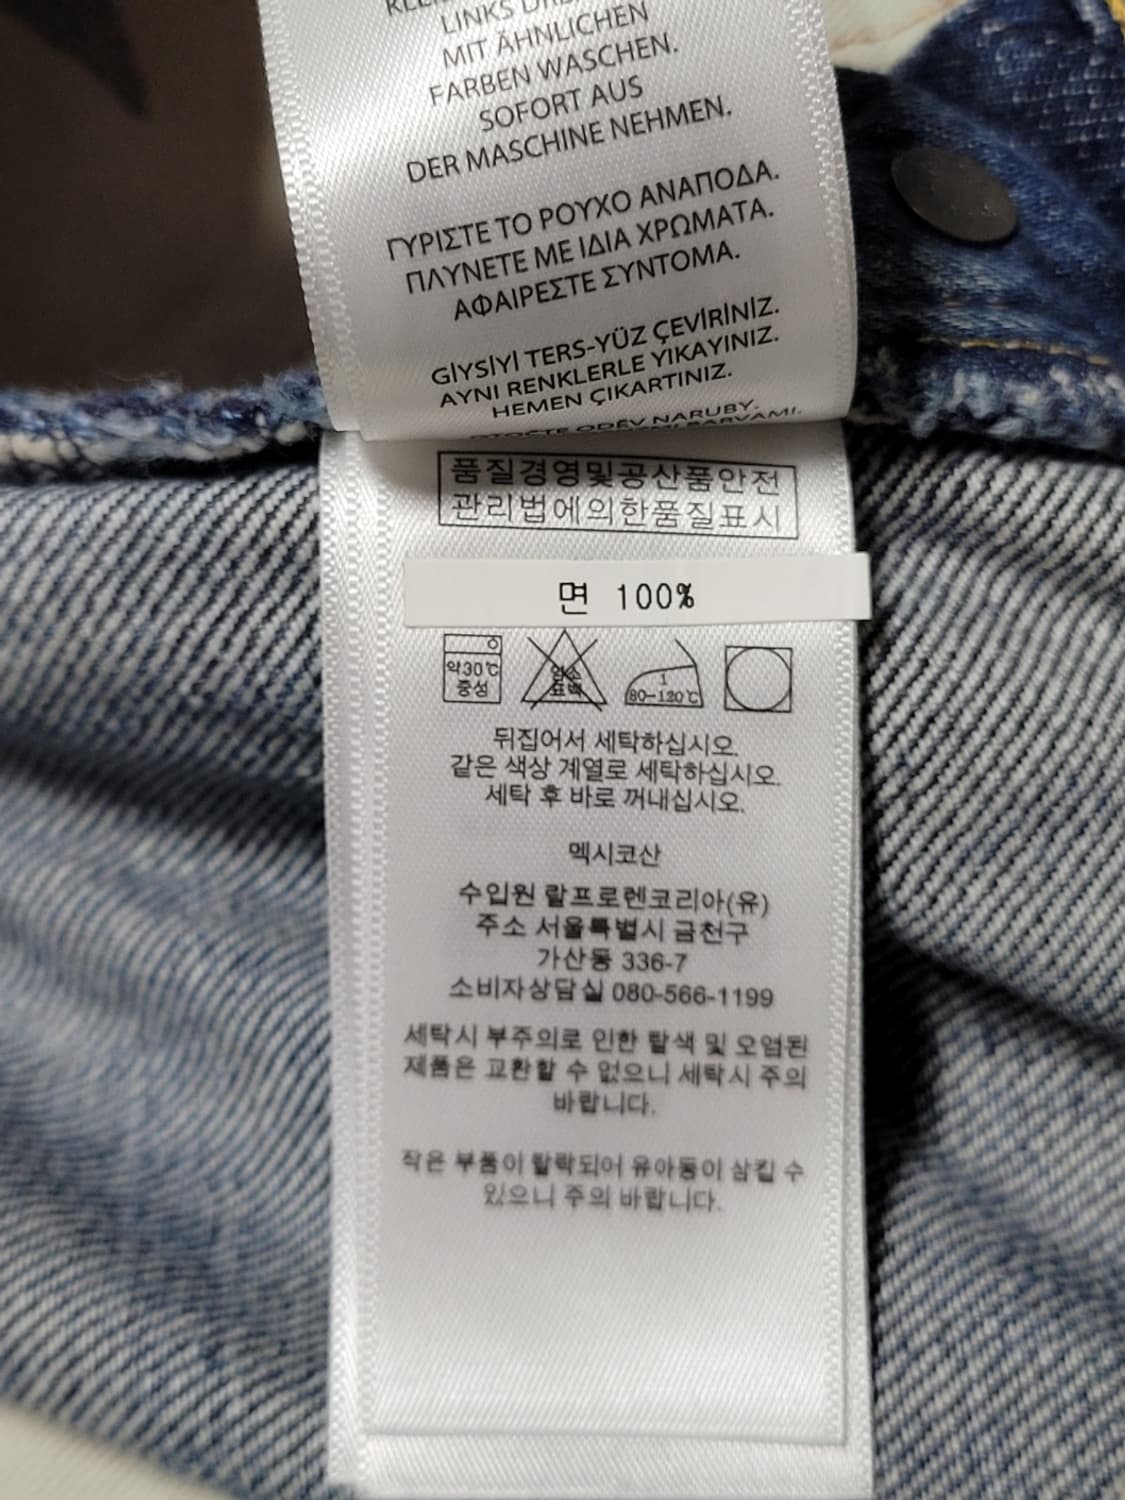 LINKS
MIT ÄHNLICHEN
FARBEN WASCHEN.
SOFORT AUS
DER MASCHINE NEHMEN.
ΓΥΡΙΣΤΕ ΤΟ ΡΟΥΧΟ ΑΝΑΠΟΔΑ.
ΠΛΥΝΕΤΕ ΜΕ ΙΔΙΑ ΧΡΩΜΑΤΑ.
ΑΦΑΙΡΕΣΤΕ ΣΥΝΤΟΜΑ.
GİYSİYİ TERS-YÜZ ÇEVİRİNİZ.
AYNI RENKLERLE YIKAYINIZ.
HEMEN ÇIKARTINIZ.
ODĚV NARUBY.
품질경영및공산품안전
관리법에의한품질표시
면 100%
약30℃
중성
염소
표백
1
80-120℃
뒤집어서 세탁하십시오.
같은 색상 계열로 세탁하십시오.
세탁 후 바로 꺼내십시오.
멕시코산
수입원 랄프로렌코리아(유)
주소 서울특별시 금천구
가산동 336-7
소비자상담실 080-566-1199
세탁시 부주의로 인한 탈색 및 오염된
제품은 교환할 수 없으니 세탁시 주의
바랍니다.
작은 부품이 탈락되어 유아동이 삼킬 수
있으니 주의 바랍니다.